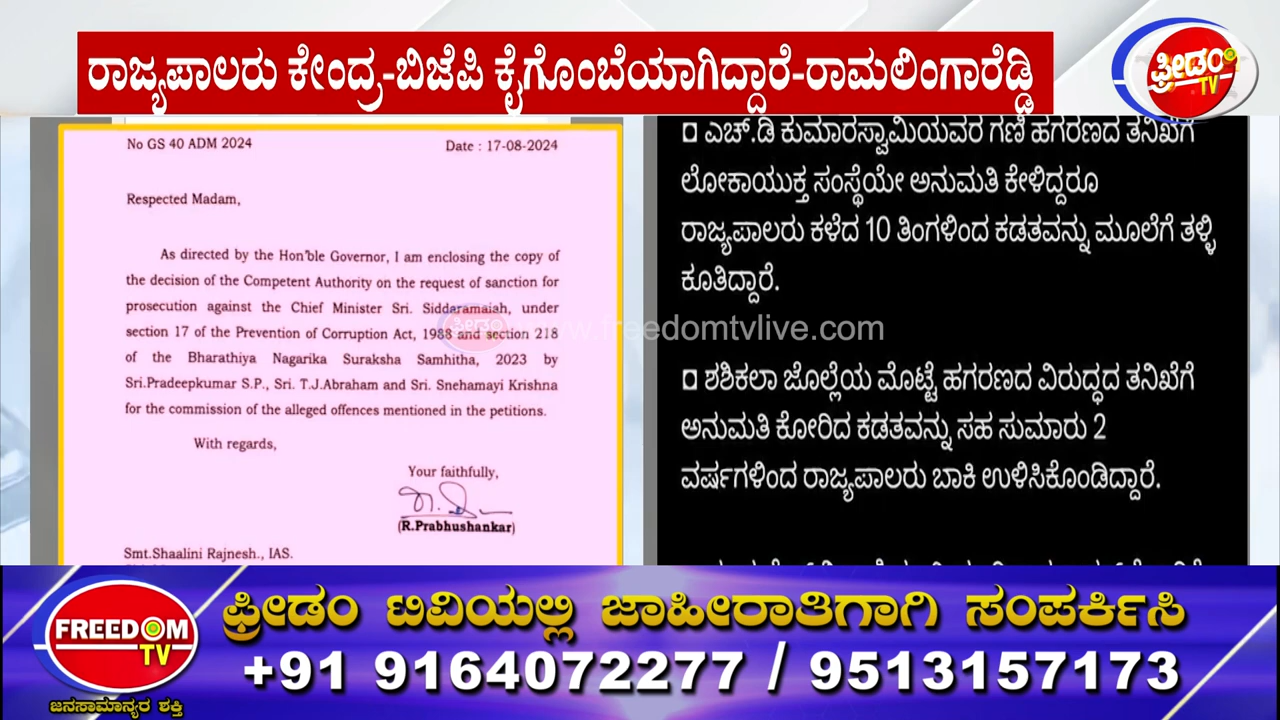 ರಾಜ್ಯಪಾಲರು ಕೇಂದ್ರ-ಬಿಜೆಪಿ ಕೈಗೊಂಬೆಯಾಗಿದ್ದಾರೆ-ರಾಮಲಿಂಗಾರೆಡ್ಡಿ
ಫ್ರೀಡಂ
TV
No GS 40 ADM 2024
Date : 17-08-2024
Respected Madam,
As directed by the Hon'ble Governor, I am enclosing the copy of
the decision of the Competent Authority on the request of sanction for
prosecution against the Chief Minister Sri. Siddaramaiah, under
section 17 of the Prevention of Corruption Act, 1988 and section 218
of the Bharathiya Nagarika Suraksha Samhitha, 2023 by
Sri.Pradeepkumar S.P., Sri. T.J.Abraham and Sri. Snehamayi Krishna
for the commission of the alleged offences mentioned in the petitions.
With regards,
Your faithfully,
(R.Prabhushankar)
Smt.Shaalini Rajnesh., IAS.
¤ ಎಚ್.ಡಿ ಕುಮಾರಸ್ವಾಮಿಯವರ ಗಣಿ ಹಗರಣದ ತನಿಖೆಗೆ
ಲೋಕಾಯುಕ್ತ ಸಂಸ್ಥೆಯೇ ಅನುಮತಿ ಕೇಳಿದ್ದರೂ
ರಾಜ್ಯಪಾಲರು ಕಳೆದ 10 ತಿಂಗಳಿಂದ ಕಡತವನ್ನು ಮೂಲೆಗೆ ತಳ್ಳಿ
ಕೂತಿದ್ದಾರೆ.
¤ ಶಶಿಕಲಾ ಜೊಲ್ಲೆಯ ಮೊಟ್ಟೆ ಹಗರಣದ ವಿರುದ್ಧದ ತನಿಖೆಗೆ
ಅನುಮತಿ ಕೋರಿದ ಕಡತವನ್ನು ಸಹ ಸುಮಾರು 2
ವರ್ಷಗಳಿಂದ ರಾಜ್ಯಪಾಲರು ಬಾಕಿ ಉಳಿಸಿಕೊಂಡಿದ್ದಾರೆ.
ಫ್ರೀಡಂ
www.freedomtvlive.com
FREEDOM
TV
ಜನಸಾಮಾನ್ಯರ ಶಕ್ತಿ
ಫ್ರೀಡಂ ಟಿವಿಯಲ್ಲಿ ಜಾಹೀರಾತಿಗಾಗಿ ಸಂಪರ್ಕಿಸಿ
+91 9164072277 / 9513157173